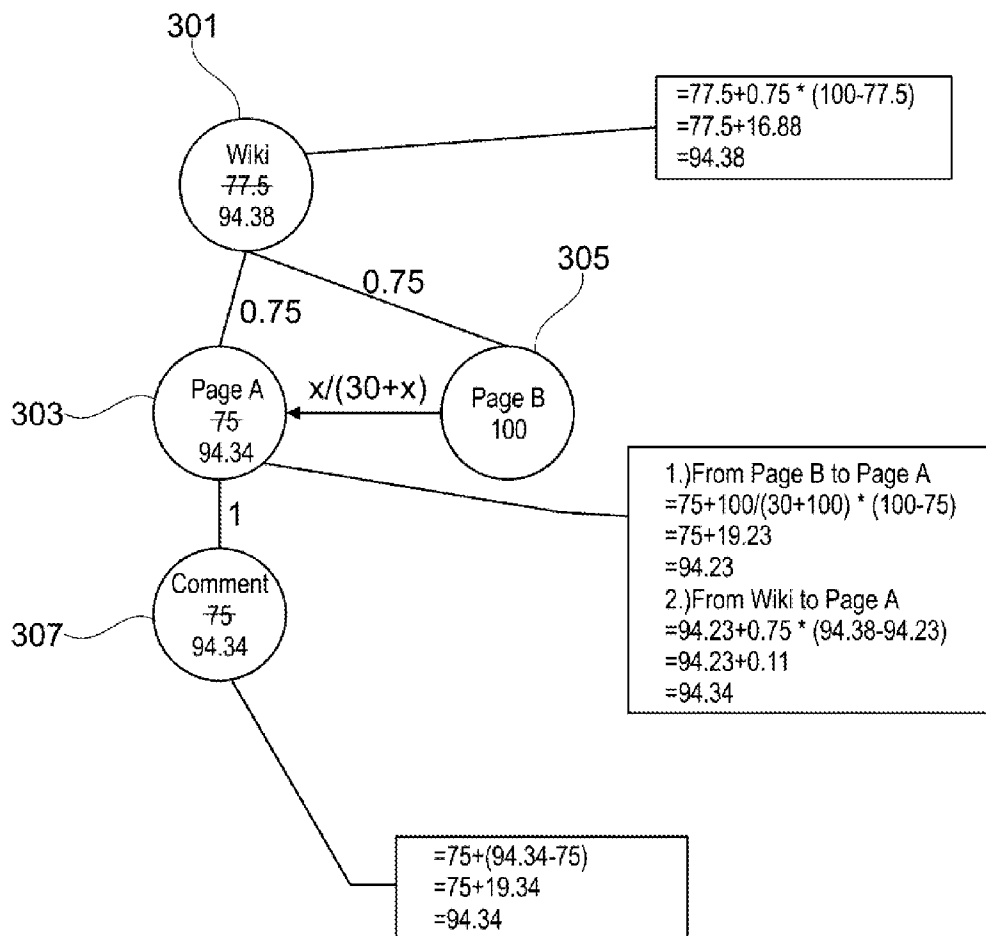 301
Wiki
77.5
94.38
=77.5+0.75 * (100-77.5)
=77.5+16.88
=94.38
305
0.75
0.75
303
Page A
75
94.34
x/(30+x)
Page B
100
1
1.)From Page B to Page A
=75+100/(30+100) * (100-75)
=75+19.23
=94.23
2.)From Wiki to Page A
=94.23+0.75 * (94.38-94.23)
=94.23+0.11
=94.34
307
Comment
75
94.34
=75+(94.34-75)
=75+19.34
=94.34